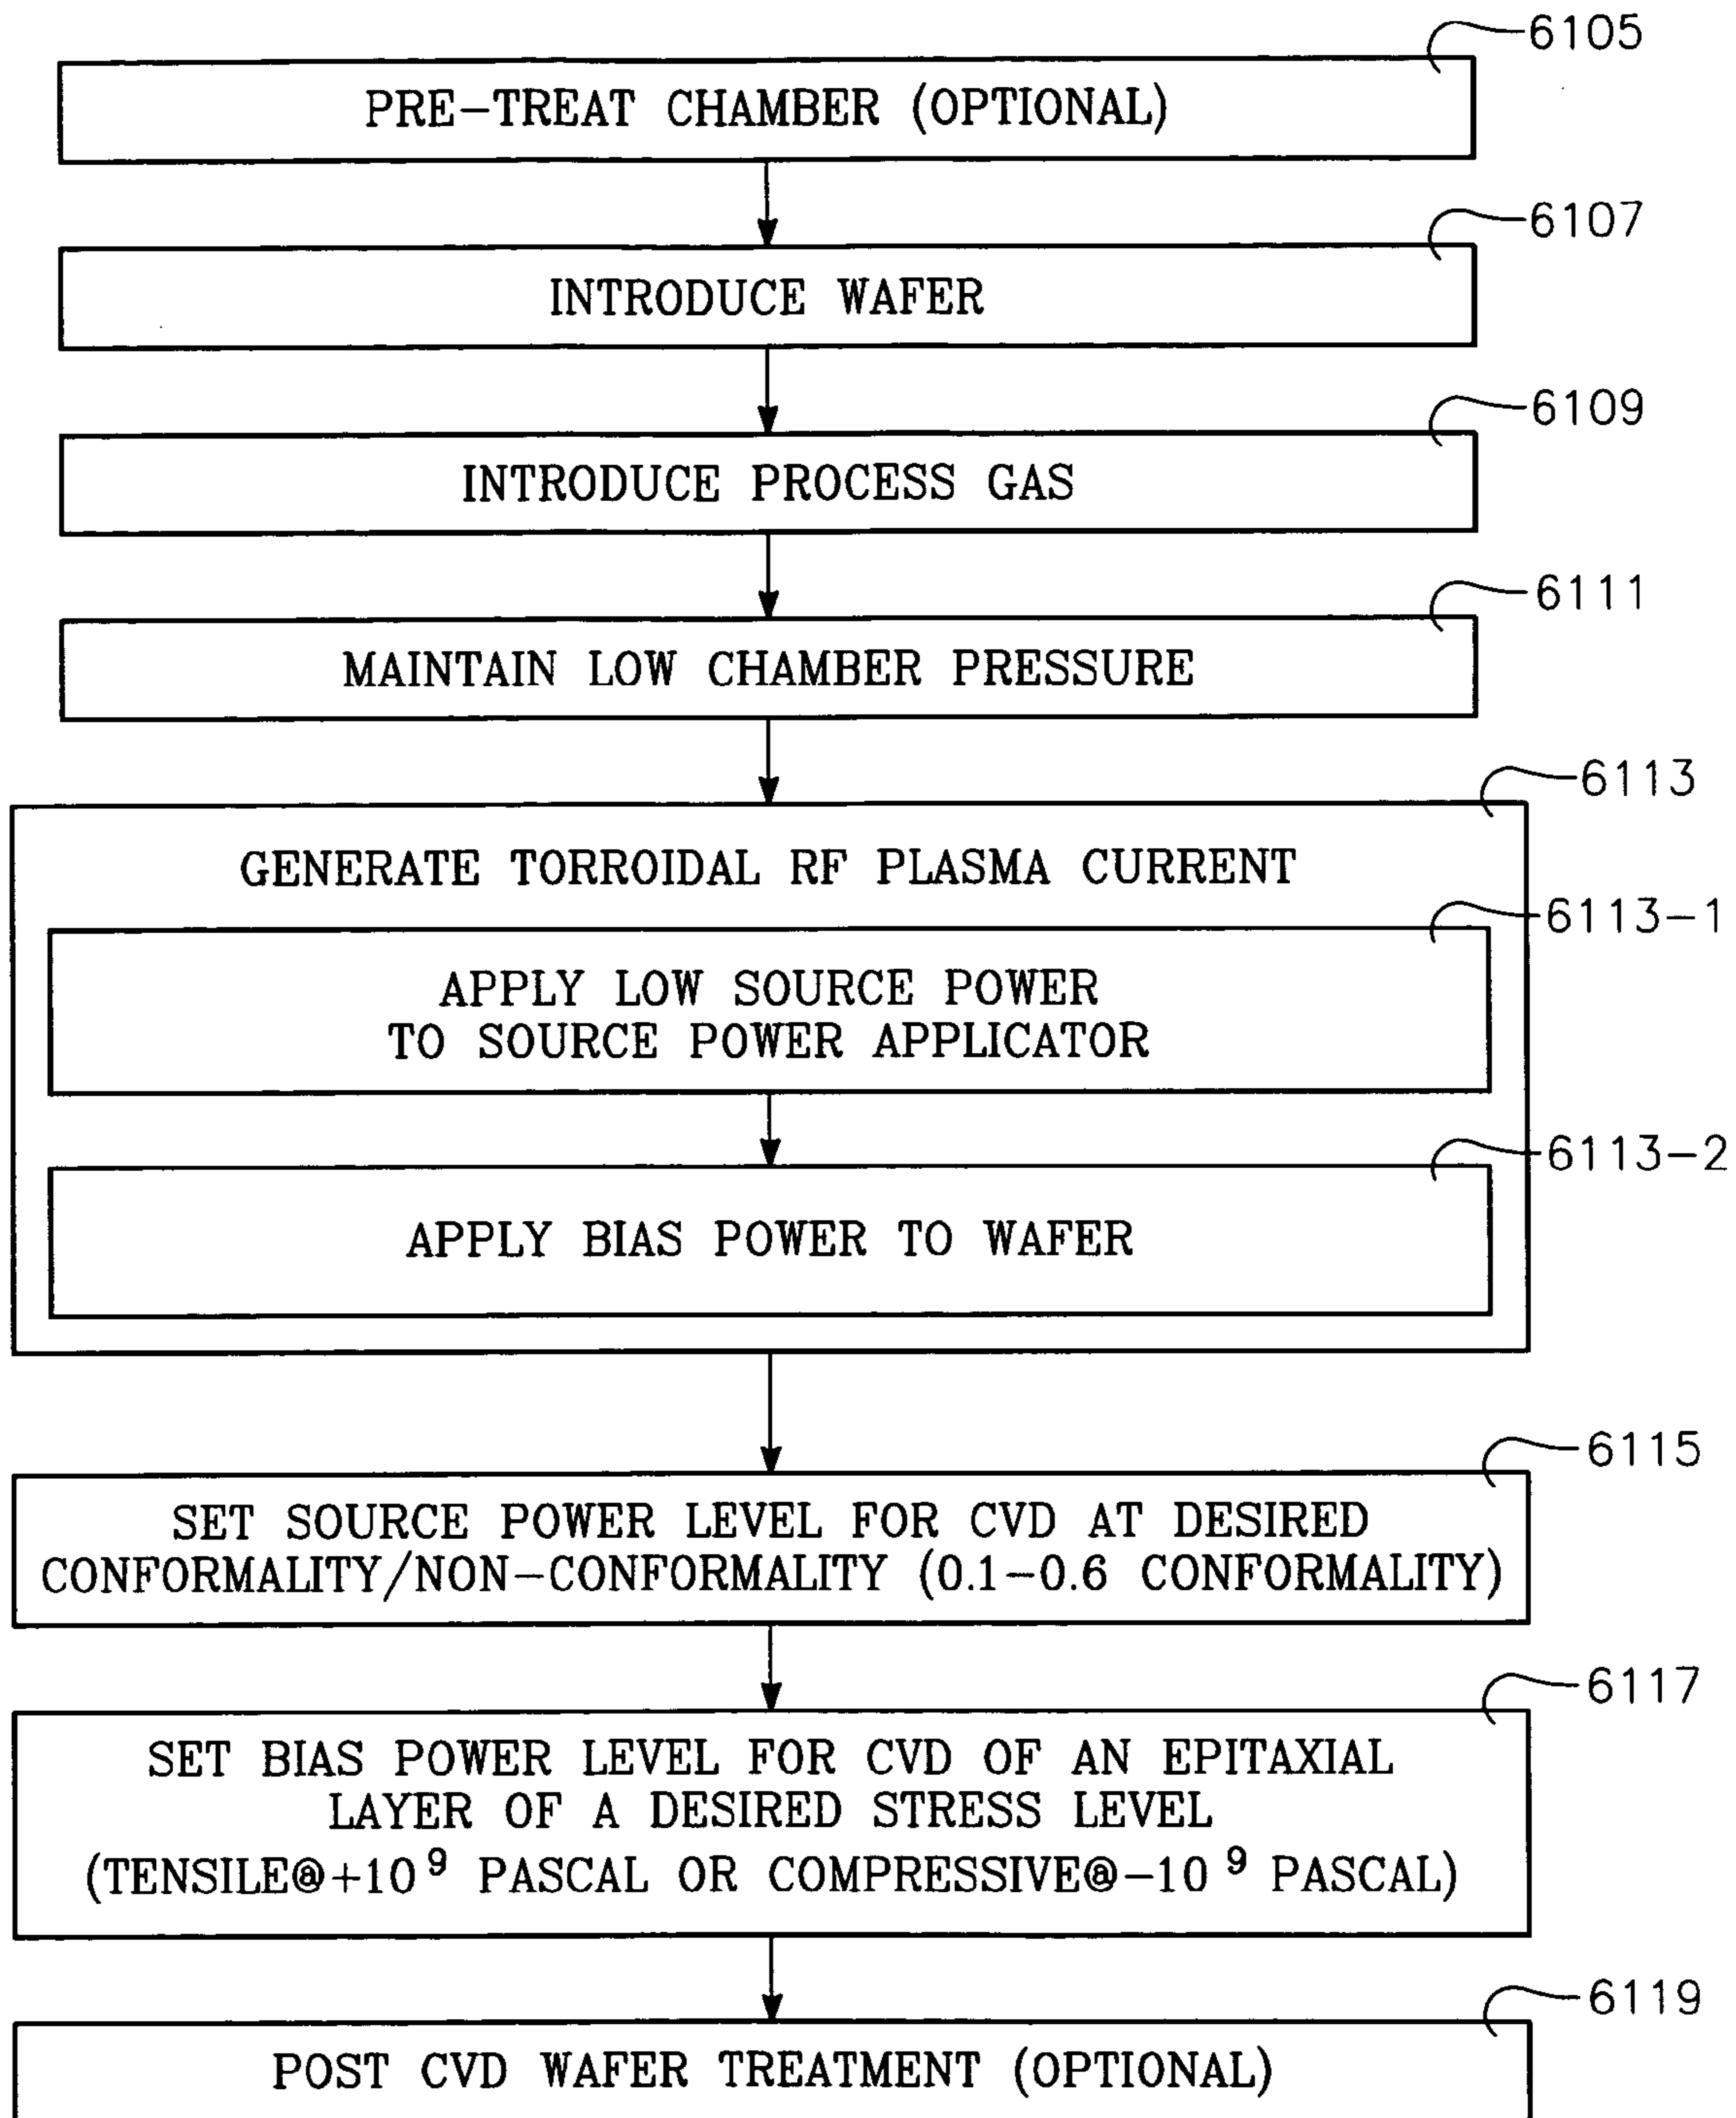 6105
PRE-TREAT CHAMBER (OPTIONAL)
6107
INTRODUCE WAFER
6109
INTRODUCE PROCESS GAS
6111
MAINTAIN LOW CHAMBER PRESSURE
6113
GENERATE TORROIDAL RF PLASMA CURRENT
6113-1
APPLY LOW SOURCE POWER
TO SOURCE POWER APPLICATOR
6113-2
APPLY BIAS POWER TO WAFER
6115
SET SOURCE POWER LEVEL FOR CVD AT DESIRED
CONFORMALITY/NON-CONFORMALITY (0.1-0.6 CONFORMALITY)
6117
SET BIAS POWER LEVEL FOR CVD OF AN EPITAXIAL
LAYER OF A DESIRED STRESS LEVEL
(TENSILE@+10⁹ PASCAL OR COMPRESSIVE@-10⁹ PASCAL)
6119
POST CVD WAFER TREATMENT (OPTIONAL)